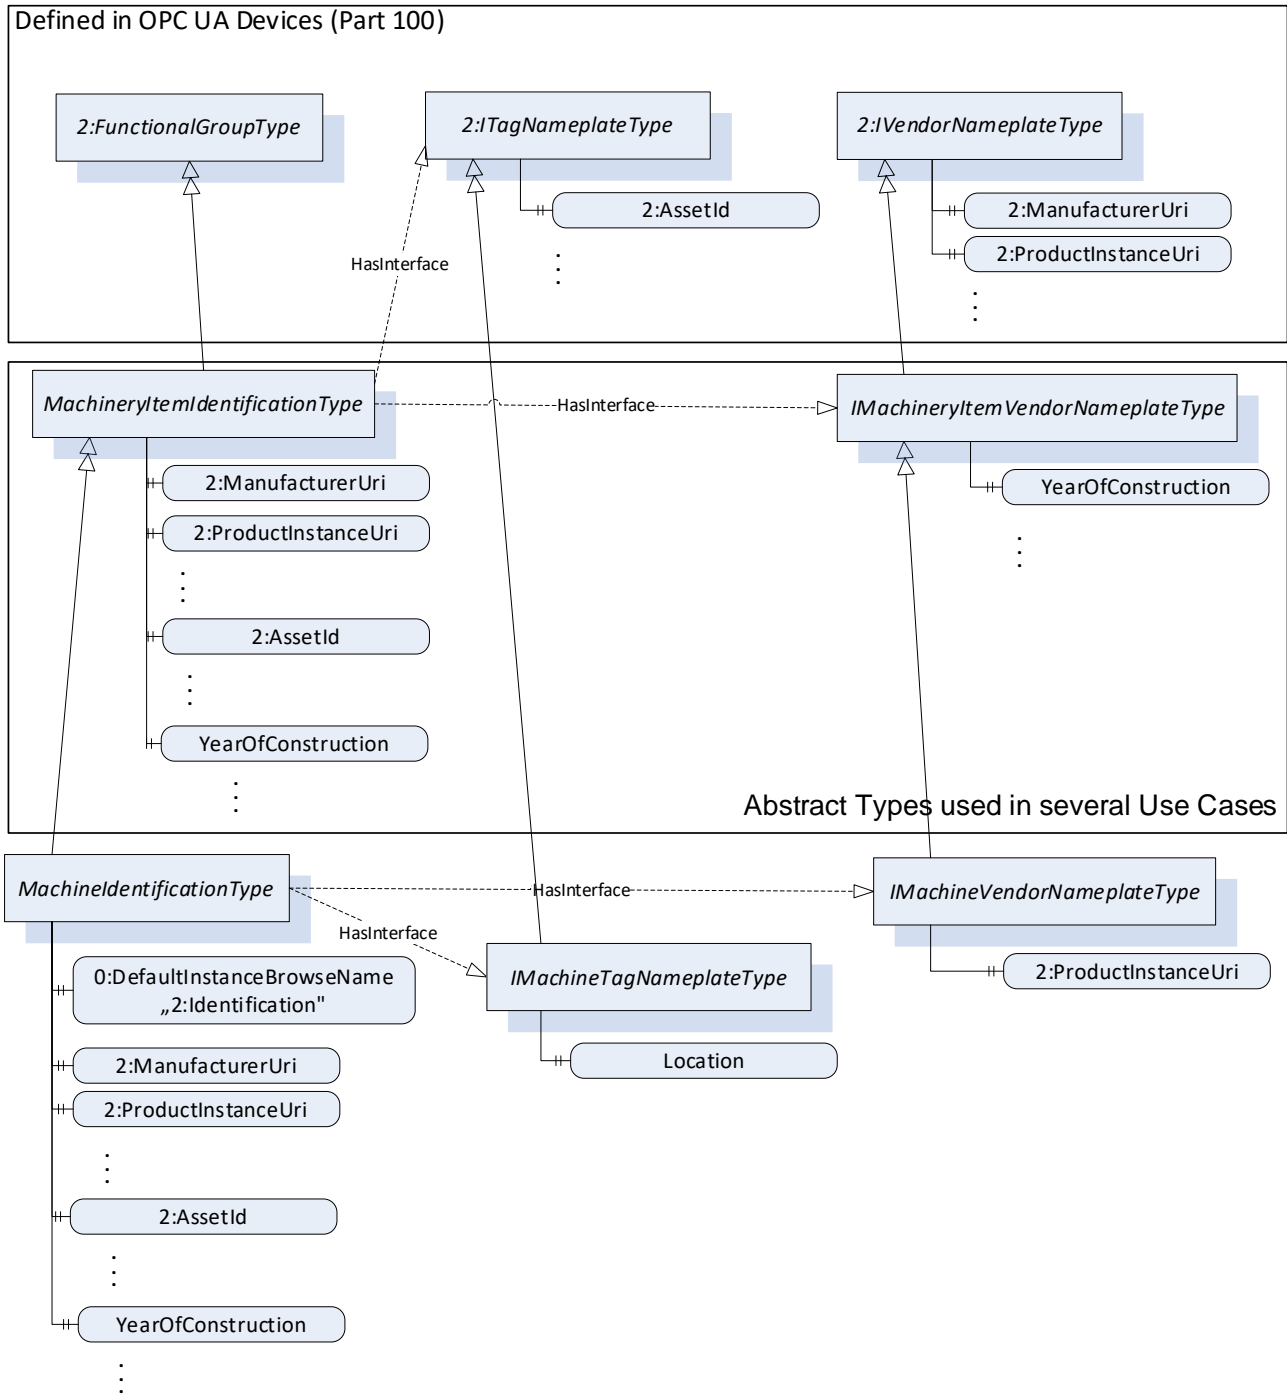 Defined in OPC UA Devices (Part 100)
2:FunctionalGroupType
2:ITagNameplateType
2:IVendorNameplateType
2:AssetId
2:ManufacturerUri
2:ProductInstanceUri
HasInterface
MachineryItemIdentificationType
HasInterface
IMachineryItemVendorNameplateType
2:ManufacturerUri
YearOfConstruction
2:ProductInstanceUri
2:AssetId
YearOfConstruction
Abstract Types used in several Use Cases
MachineIdentificationType
HasInterface
IMachineVendorNameplateType
HasInterface
IMachineTagNameplateType
2:ProductInstanceUri
0:DefaultInstanceBrowseName
„2:Identification"
Location
2:ManufacturerUri
2:ProductInstanceUri
2:AssetId
YearOfConstruction